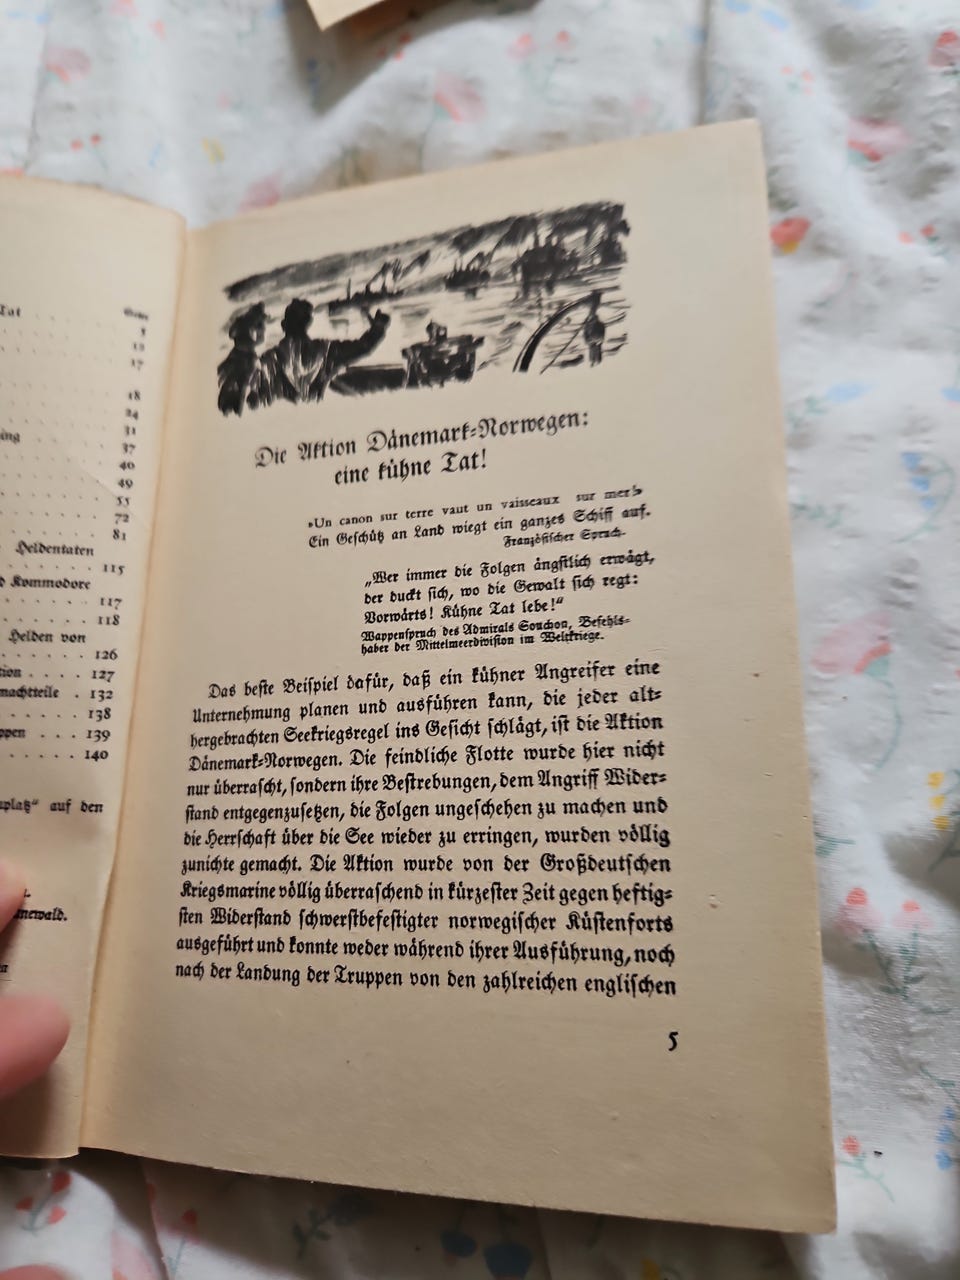 Tat
Seite
5
12
17
18
24
31
37
40
49
55
72
81
Heldentaten
115
Kommodore
117
118
Helden von
126
127
machtteile . 132
138
139
140
auf den
Die Aktion Dänemark-Norwegen:
eine kühne Tat!
»Un canon sur terre vaut un vaisseaux sur mer!»
Ein Geschütz an Land wiegt ein ganzes Schiff auf.
Französischer Spruch.
„Wer immer die Folgen ängstlich erwägt,
der duckt sich, wo die Gewalt sich regt:
Vorwärts! Kühne Tat lebe!“
Wappenspruch des Admirals Souchon, Befehls-
haber der Mittelmeerdivision im Weltkriege.
Das beste Beispiel dafür, daß ein kühner Angreifer eine
Unternehmung planen und ausführen kann, die jeder alt-
hergebrachten Seekriegsregel ins Gesicht schlägt, ist die Aktion
Dänemark-Norwegen. Die feindliche Flotte wurde hier nicht
nur überrascht, sondern ihre Bestrebungen, dem Angriff Wider-
stand entgegenzusetzen, die Folgen ungeschehen zu machen und
die Herrschaft über die See wieder zu erringen, wurden völlig
zunichte gemacht. Die Aktion wurde von der Großdeutschen
Kriegsmarine völlig überraschend in kürzester Zeit gegen heftig-
sten Widerstand schwerstbefestigter norwegischer Küstenforts
ausgeführt und konnte weder während ihrer Ausführung, noch
nach der Landung der Truppen von den zahlreichen englischen
5